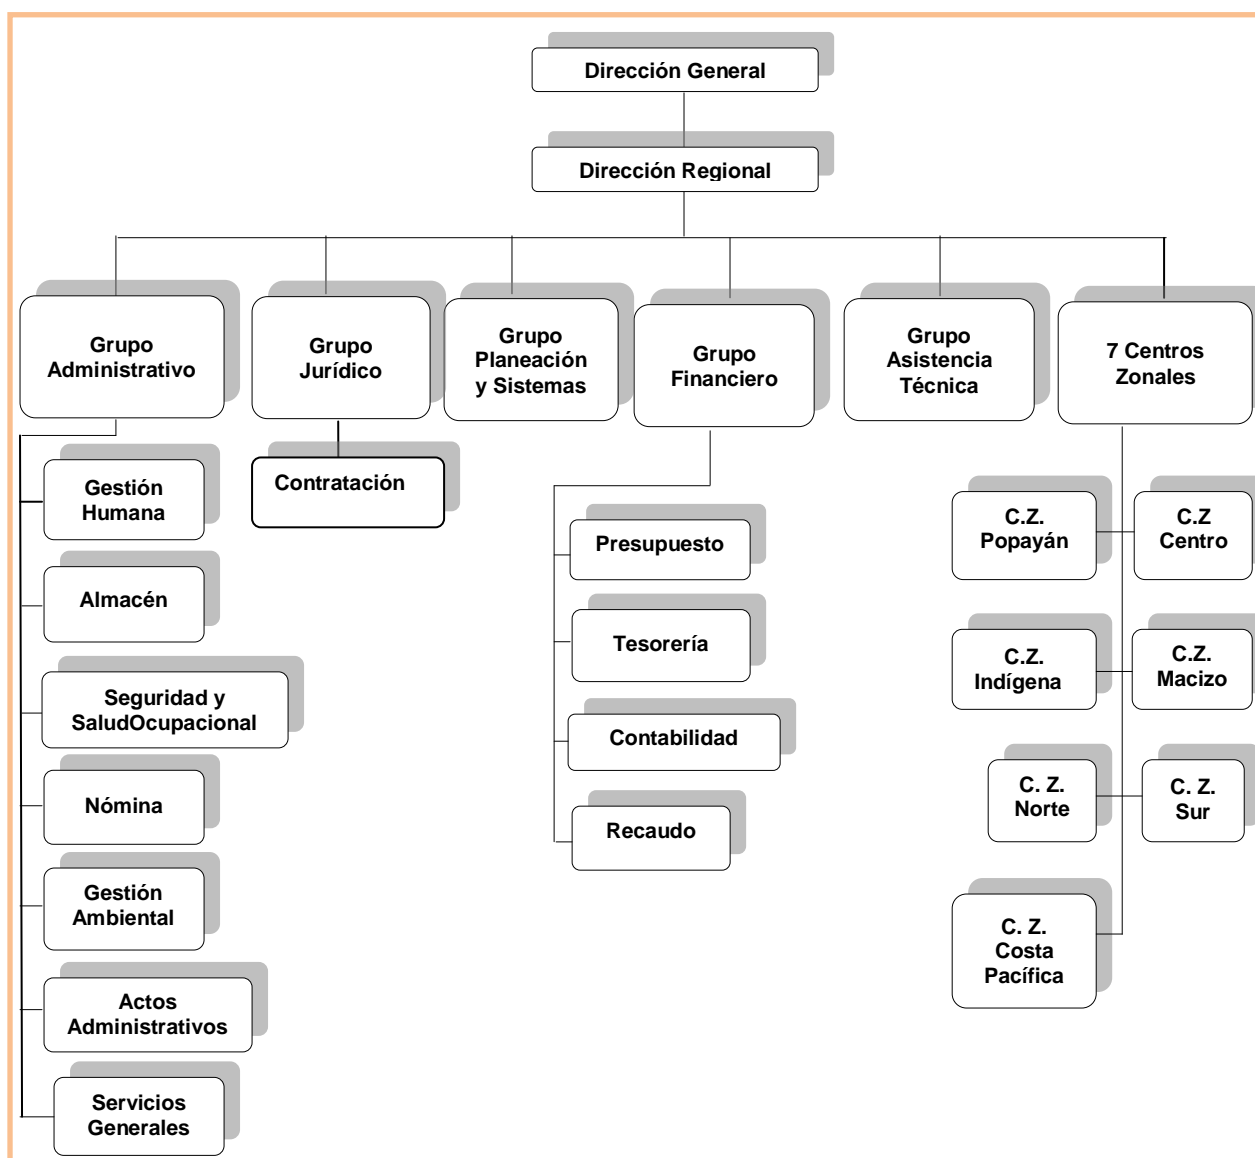 Dirección General
Dirección Regional
Grupo
Administrativo
Grupo
Jurídico
Grupo
Planeación
y Sistemas
Grupo
Financiero
Grupo
Asistencia
Técnica
7 Centros
Zonales
Gestión
Humana
Almacén
Seguridad y
SaludOcupacional
Nómina
Gestión
Ambiental
Actos
Administrativos
Servicios
Generales
Contratación
Presupuesto
Tesorería
Contabilidad
Recaudo
C.Z.
Popayán
C.Z
Centro
C.Z.
Indígena
C.Z.
Macizo
C. Z.
Norte
C. Z.
Sur
C. Z.
Costa
Pacífica